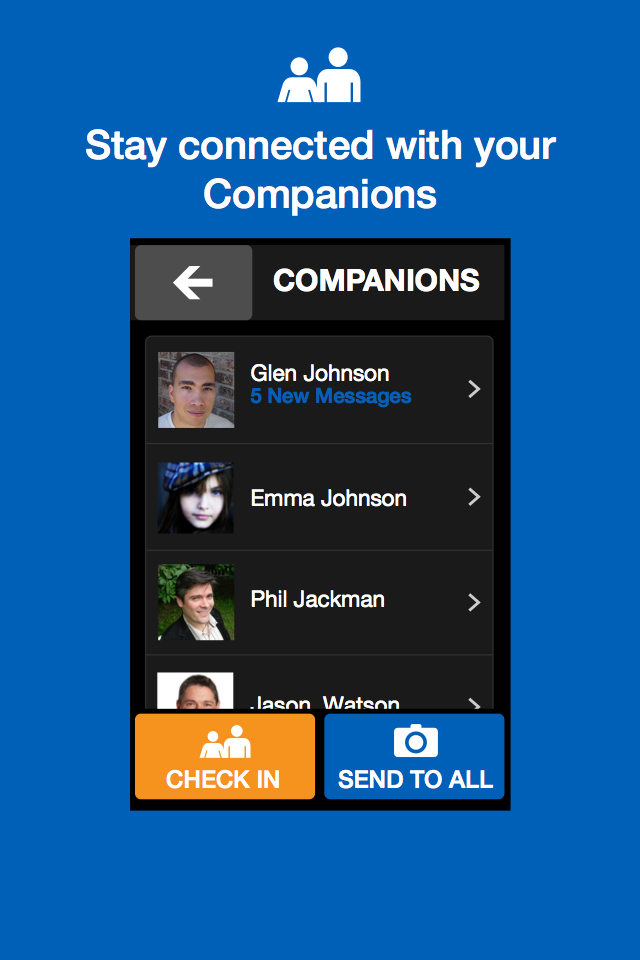 Stay connected with your
Companions
COMPANIONS
Glen Johnson
5 New Messages
Emma Johnson
Phil Jackman
Jason Watson
CHECK IN
SEND TO ALL